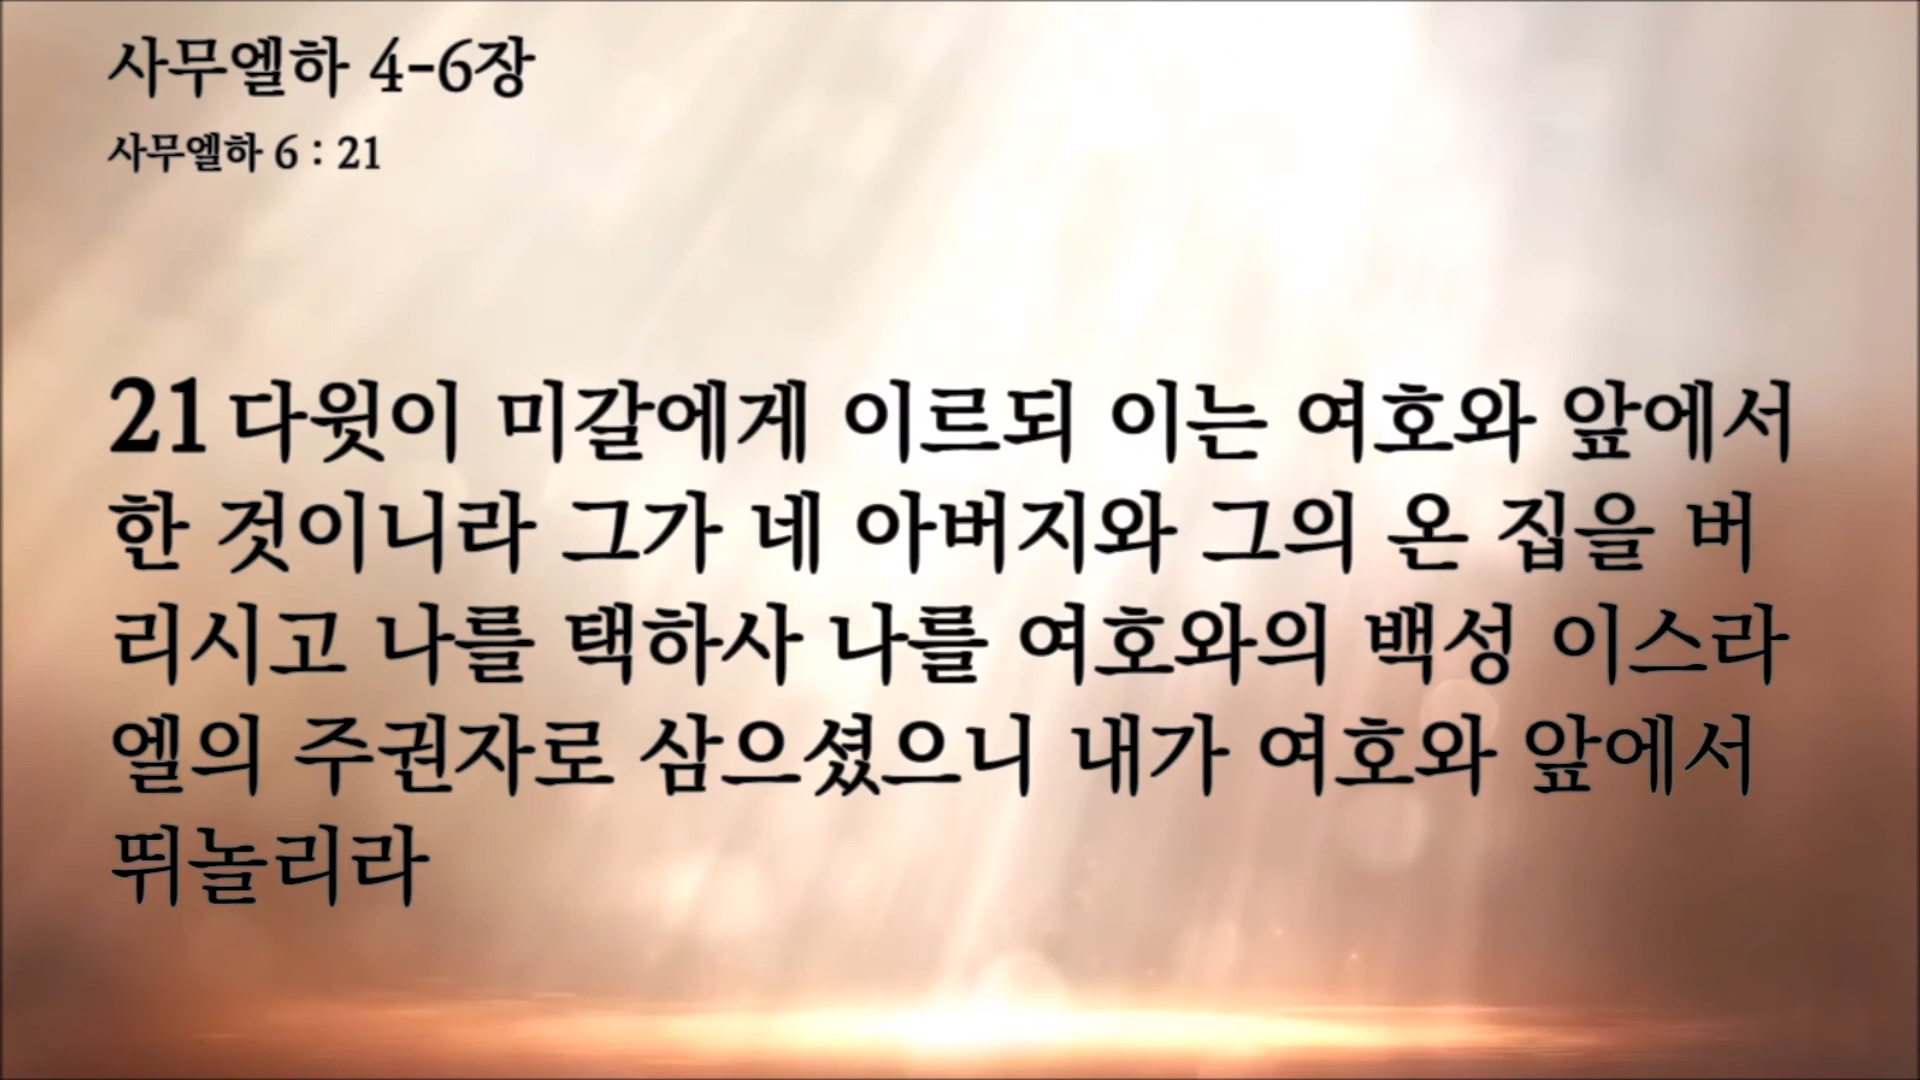 사무엘하 4-6장
사무엘하 6 : 21
21 다윗이 미갈에게 이르되 이는 여호와 앞에서
한 것이니라 그가 네 아버지와 그의 온 집을 버
리시고 나를 택하사 나를 여호와의 백성 이스라
엘의 주권자로 삼으셨으니 내가 여호와 앞에서
뛰놀리라